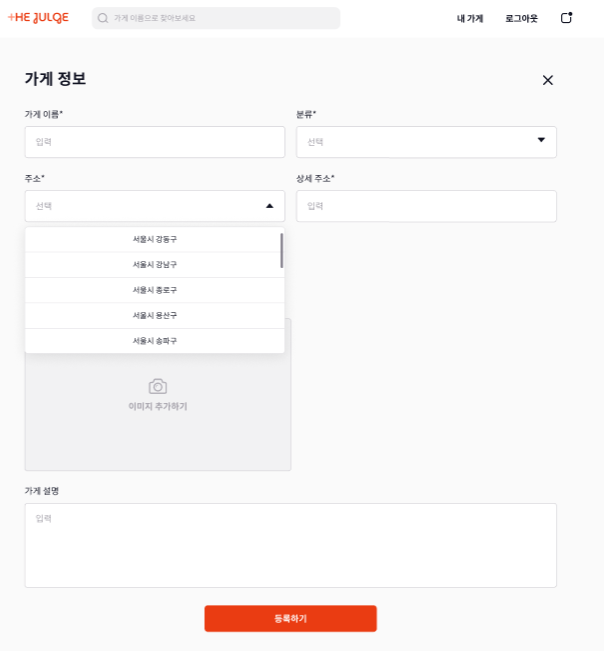 THE JULGE
가게 이름으로 찾아보세요
내 가게
로그아웃
가게 정보
가게 이름*
분류*
입력
선택
주소*
상세 주소*
선택
입력
서울시 강동구
서울시 강남구
서울시 종로구
서울시 용산구
서울시 송파구
이미지 추가하기
가게 설명
입력
등록하기